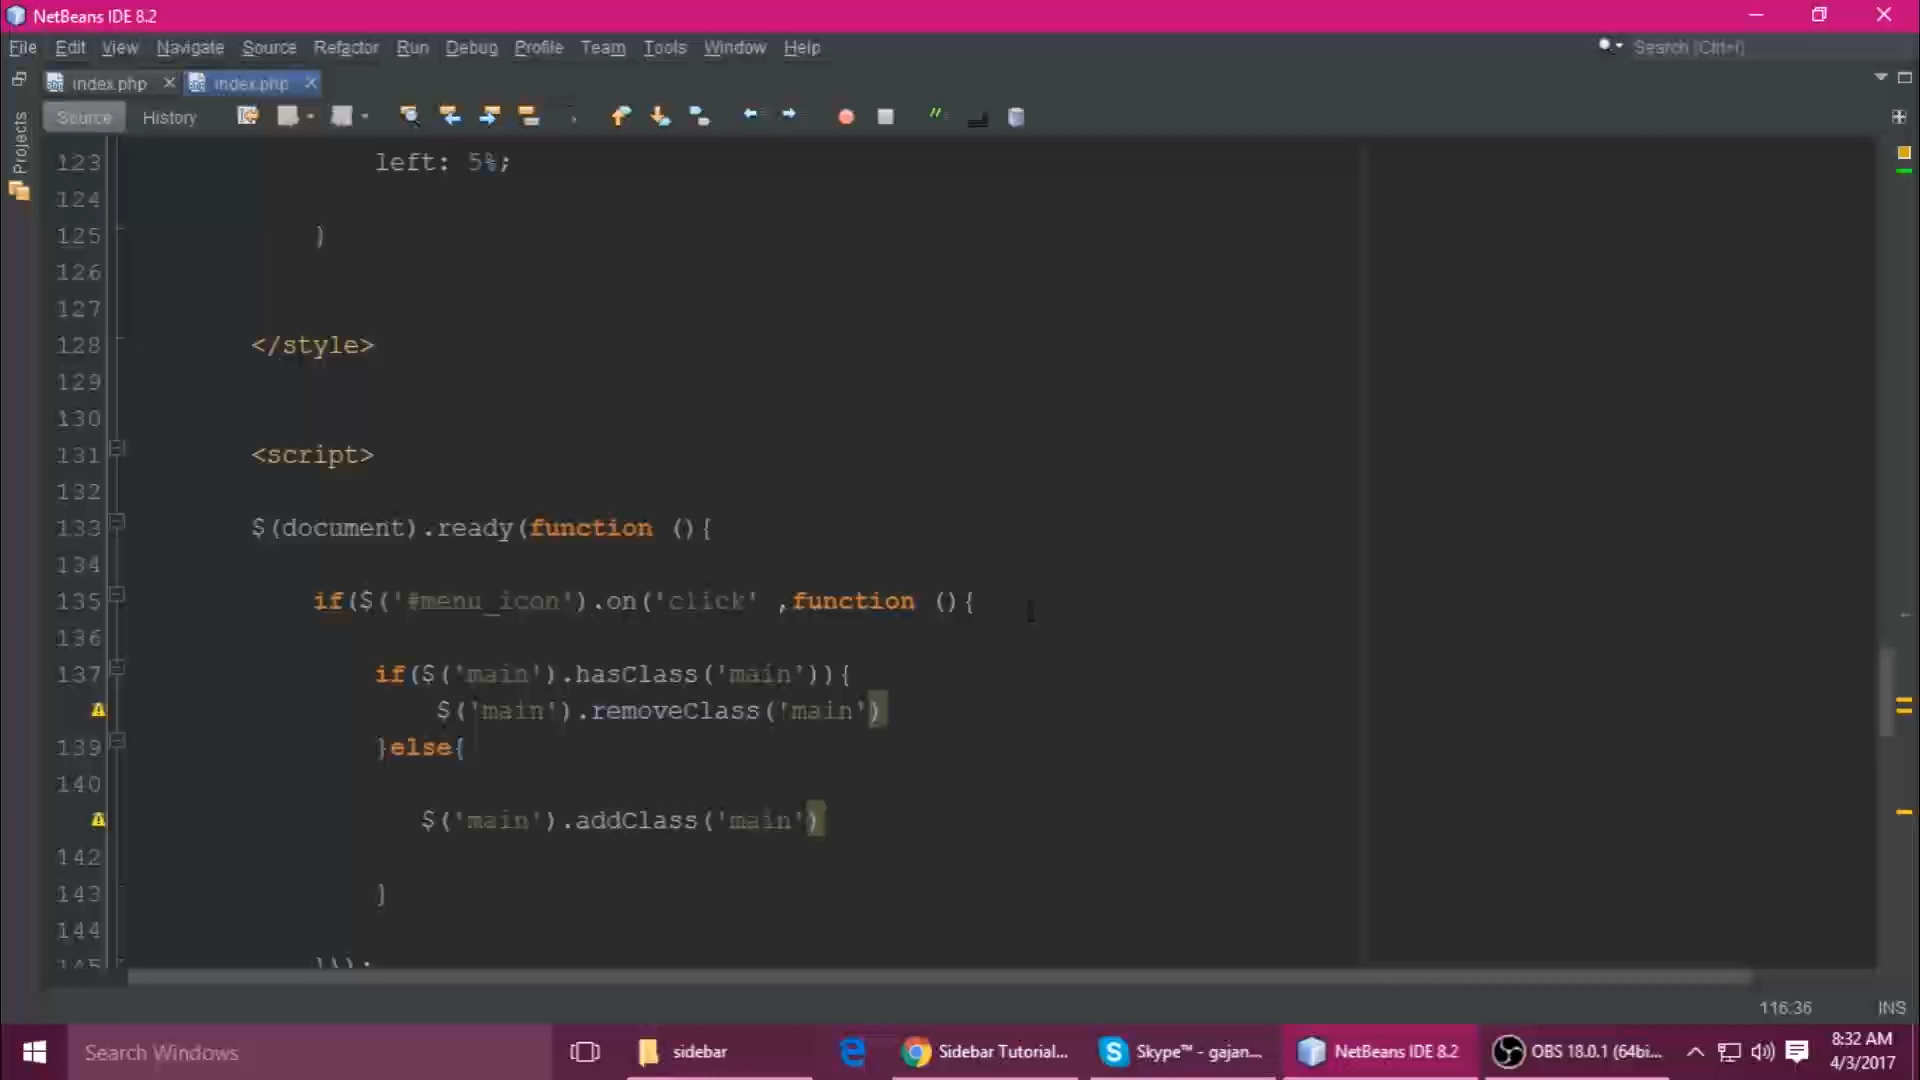 NetBeans IDE 8.2
File Edit View Navigate Source Refactor Run Debug Profile Team Tools Window Help Search (Ctrl+I)
index.php index.php
Source History
Projects
123 left: 5%;
124
125 }
126
127
128 </style>
129
130
131 <script>
132
133 $(document).ready(function (){
134
135 if($('#menu_icon').on('click' ,function (){
136
137 if($('main').hasClass('main')){
$('main').removeClass('main')
139 }else{
140
$('main').addClass('main')
142
143 }
144
145 }));
116:36 INS
Search Windows sidebar Sidebar Tutorial... Skype™ - gajan... NetBeans IDE 8.2 OBS 18.0.1 (64bi... 8:32 AM
4/3/2017